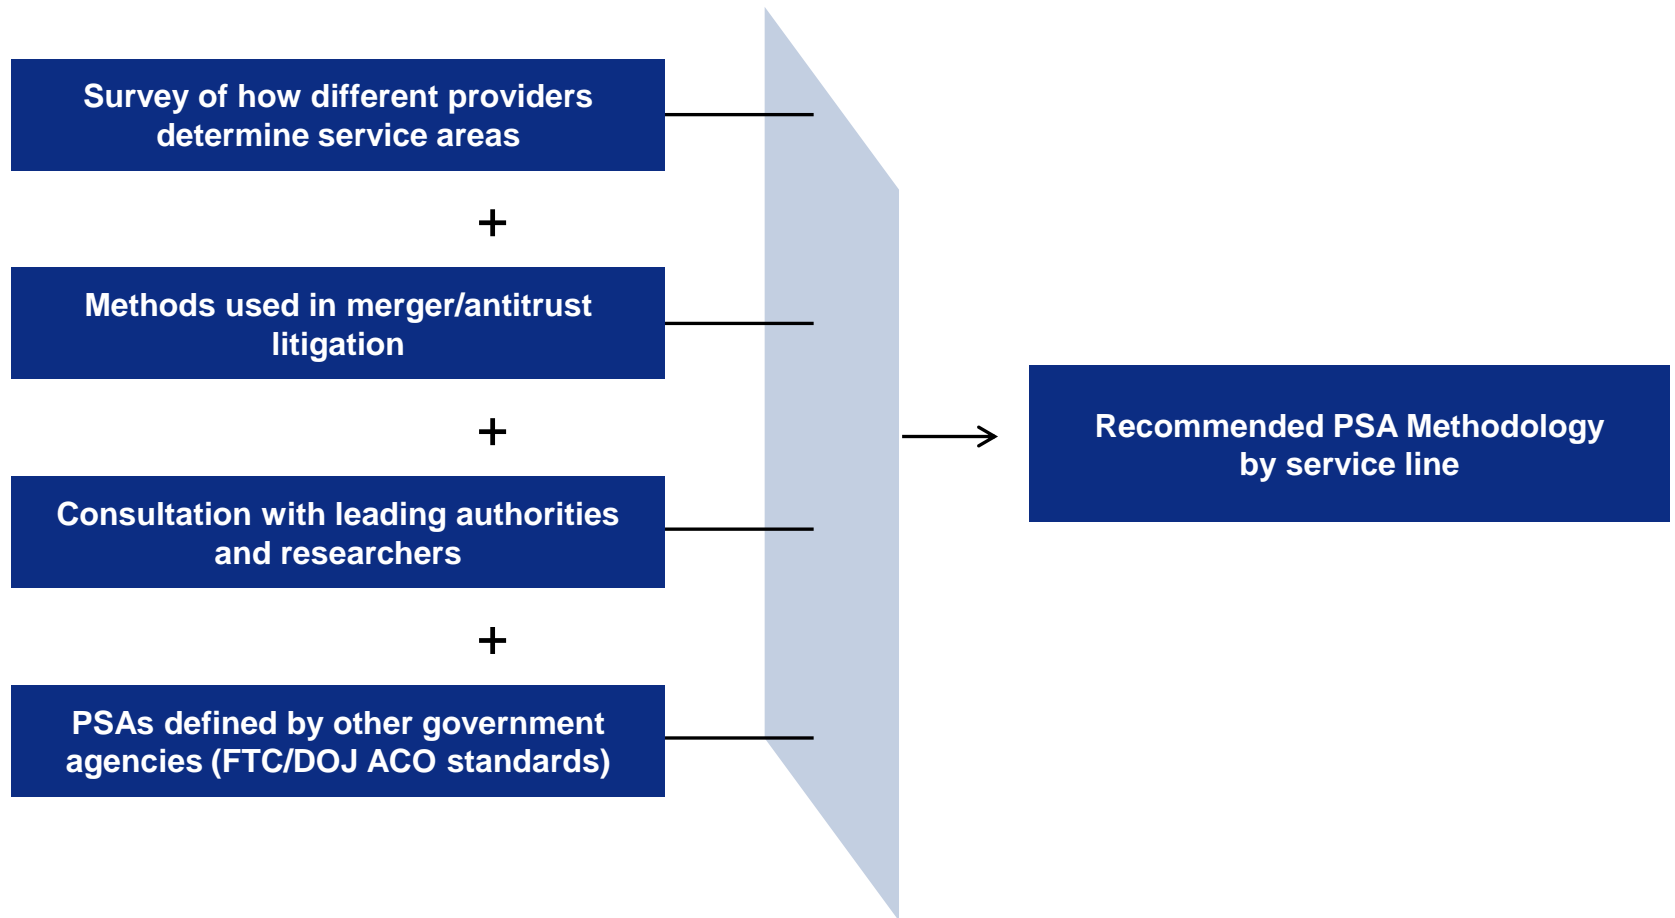 Survey of how different providers
determine service areas
+
Methods used in merger/antitrust
litigation
+
Consultation with leading authorities
and researchers
+
PSAs defined by other government
agencies (FTC/DOJ ACO standards)
Recommended PSA Methodology
by service line